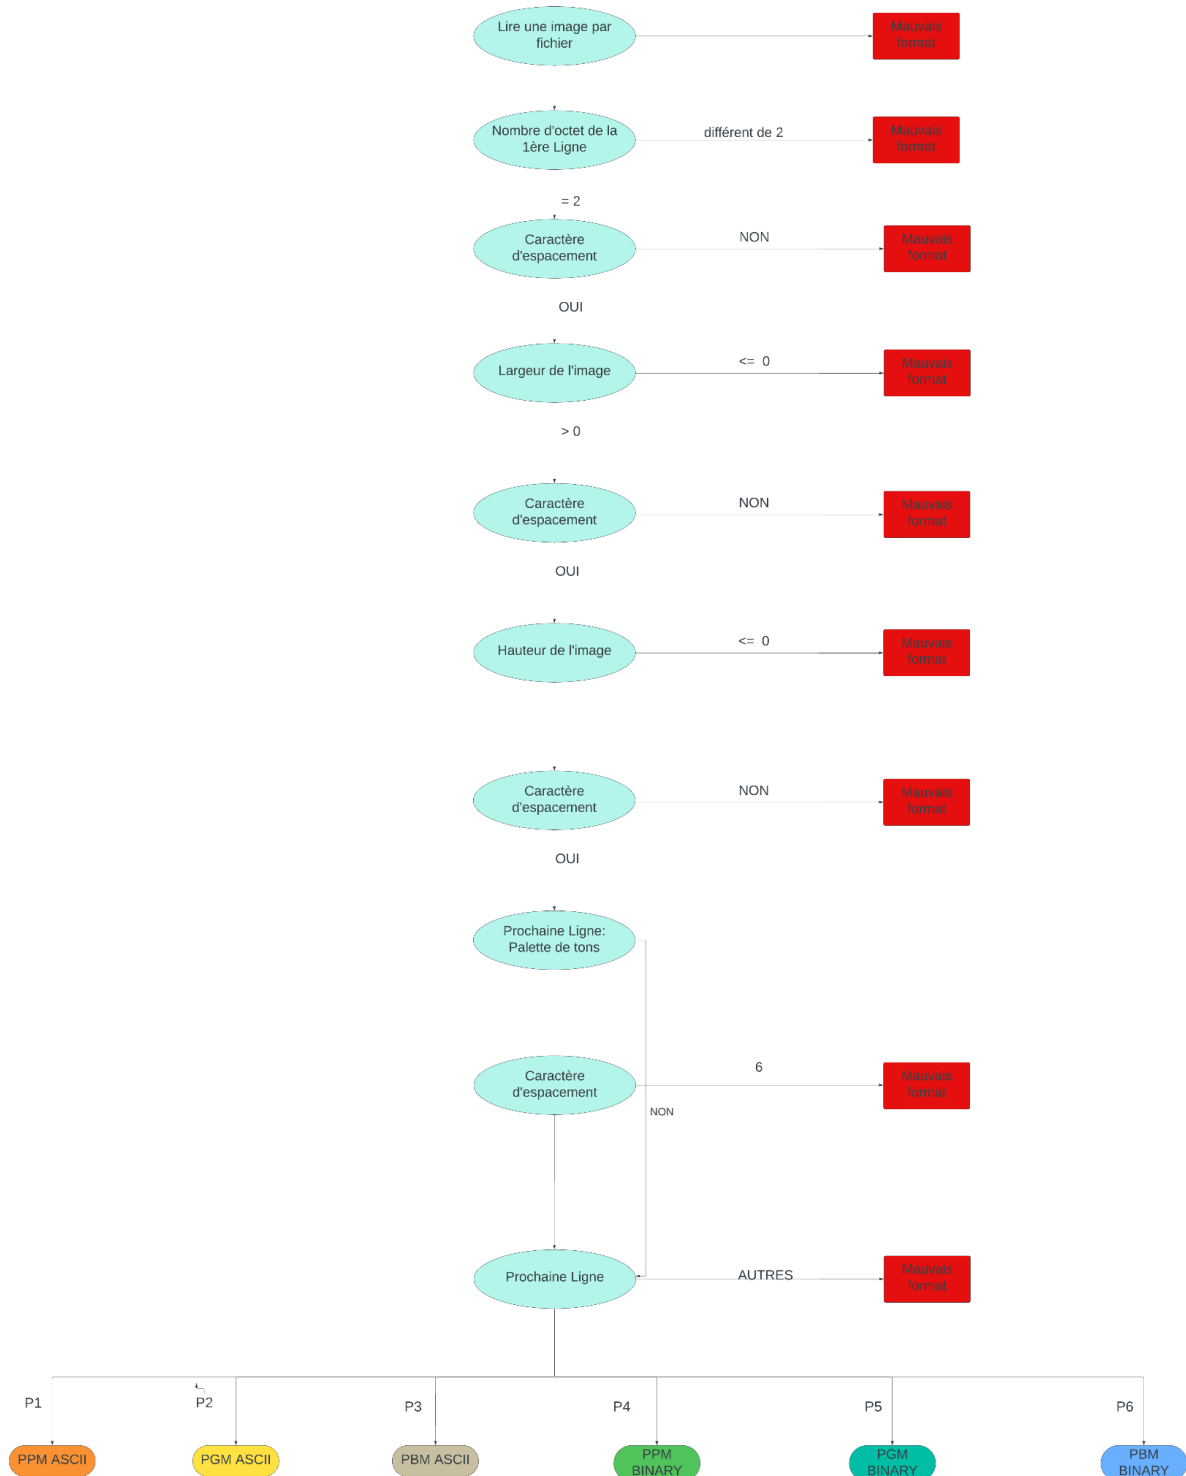 Lire une image par
fichier
Mauvais
format
Nombre d'octet de la
1ère Ligne
différent de 2
Mauvais
format
= 2
Caractère
d'espacement
NON
Mauvais
format
OUI
Largeur de l'image
<= 0
Mauvais
format
> 0
Caractère
d'espacement
NON
Mauvais
format
OUI
Hauteur de l'image
<= 0
Mauvais
format
Caractère
d'espacement
NON
Mauvais
format
OUI
Prochaine Ligne:
Palette de tons
Caractère
d'espacement
6
Mauvais
format
NON
Prochaine Ligne
AUTRES
Mauvais
format
P1
P2
P3
P4
P5
P6
PPM ASCII
PGM ASCII
PBM ASCII
PPM
BINARY
PGM
BINARY
PBM
BINARY